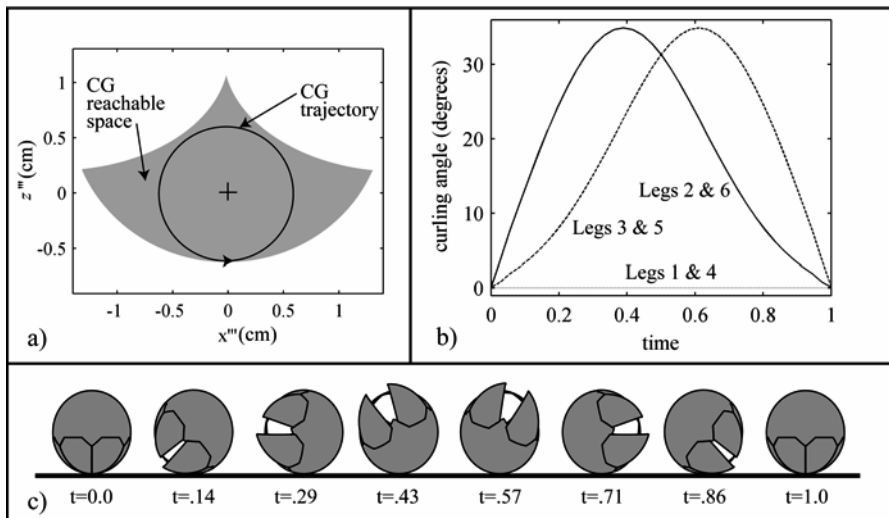 CG
reachable
space
CG
trajectory
1
0.5
0
-0.5
z''' (cm)
-1
-0.5
0
0.5
1
x''' (cm)
a)
30
20
10
0
curling angle (degrees)
Legs 2 & 6
Legs 3 & 5
Legs 1 & 4
0
0.2
0.4
0.6
0.8
1
time
b)
c)
t=0.0
t=.14
t=.29
t=.43
t=.57
t=.71
t=.86
t=1.0